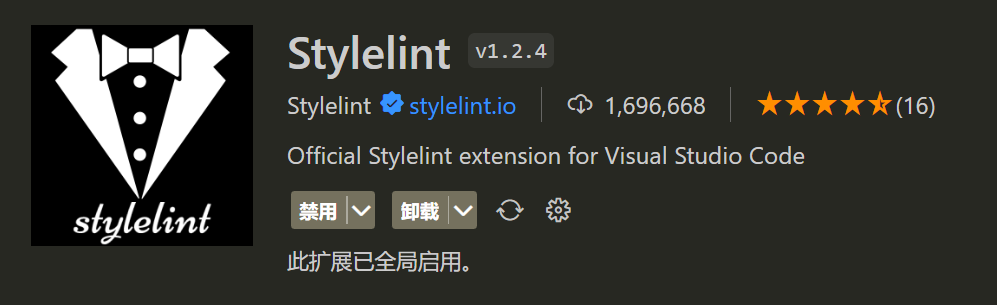 stylelint
Stylelint v1.2.4
Stylelint stylelint.io 1,696,668 (16)
Official Stylelint extension for Visual Studio Code
禁用 卸载
此扩展已全局启用。